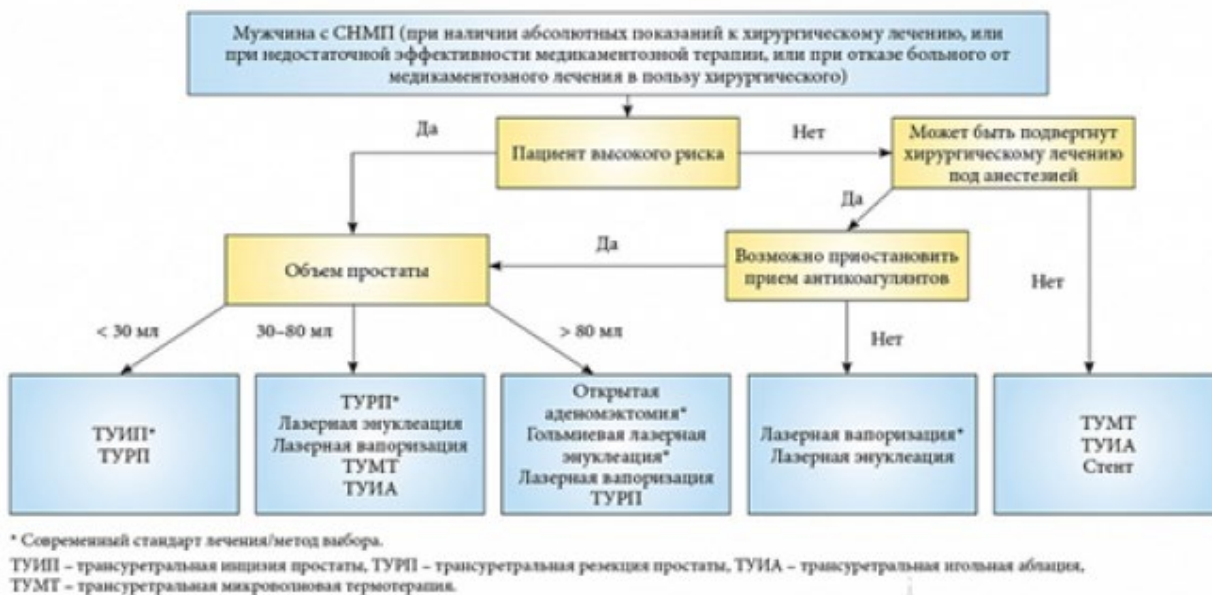 Мужчина с СНМП (при наличии абсолютных показаний к хирургическому лечению, или
при недостаточной эффективности медикаментозной терапии, или при отказе больного от
медикаментозного лечения в пользу хирургического)
Да
Пациент высокого риска
Нет
Может быть подвергнут
хирургическому лечению
под анестезией
Да
Объем простаты
Да
Возможно приостановить
прием антикоагулянтов
Нет
< 30 мл
30–80 мл
> 80 мл
Нет
ТУИП*
ТУРП
ТУРП*
Лазерная энуклеация
Лазерная вапоризация
ТУМТ
ТУИА
Открытая
аденомэктомия*
Гольмиевая лазерная
энуклеация*
Лазерная вапоризация
ТУРП
Лазерная вапоризация*
Лазерная энуклеация
ТУМТ
ТУИА
Стент
* Современный стандарт лечения/метод выбора.
ТУИП – трансуретральная инцизия простаты, ТУРП – трансуретральная резекция простаты, ТУИА – трансуретральная игольная аблация,
ТУМТ – трансуретральная микроволновая термотерапия.